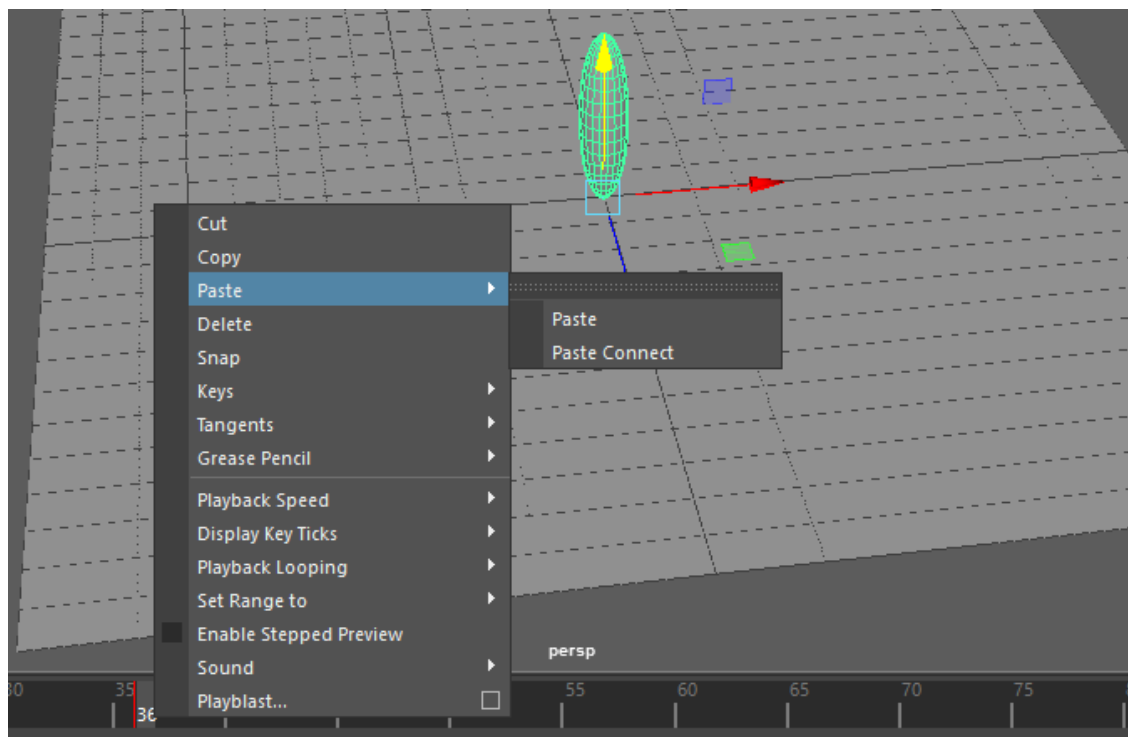 Cut
Copy
Paste
Delete
Snap
Keys
Tangents
Grease Pencil
Playback Speed
Display Key Ticks
Playback Looping
Set Range to
Enable Stepped Preview
Sound
Playblast...
Paste
Paste Connect
persp
35 55 60 65 70 75
36